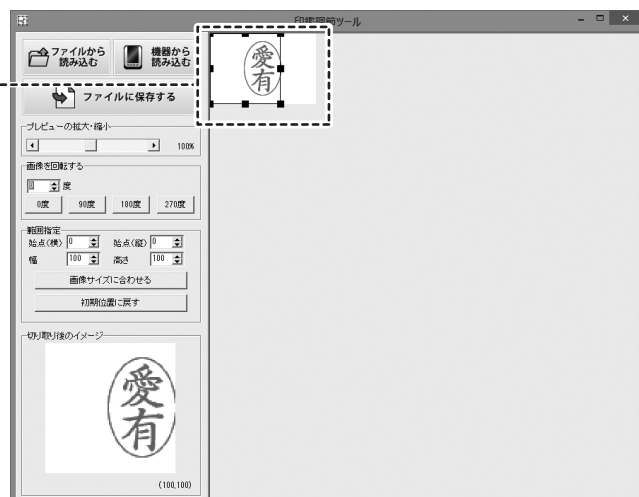 印鑑調節ツール
ファイルから
読み込む
機器から
読み込む
ファイルに保存する
プレビューの拡大・縮小
100%
画像を回転する
度
0度 90度 180度 270度
範囲指定
始点(横) 0 始点(縦) 0
幅 100 高さ 100
画像サイズに合わせる
初期位置に戻す
切り取り後のイメージ
愛
有
(100,100)
愛
有